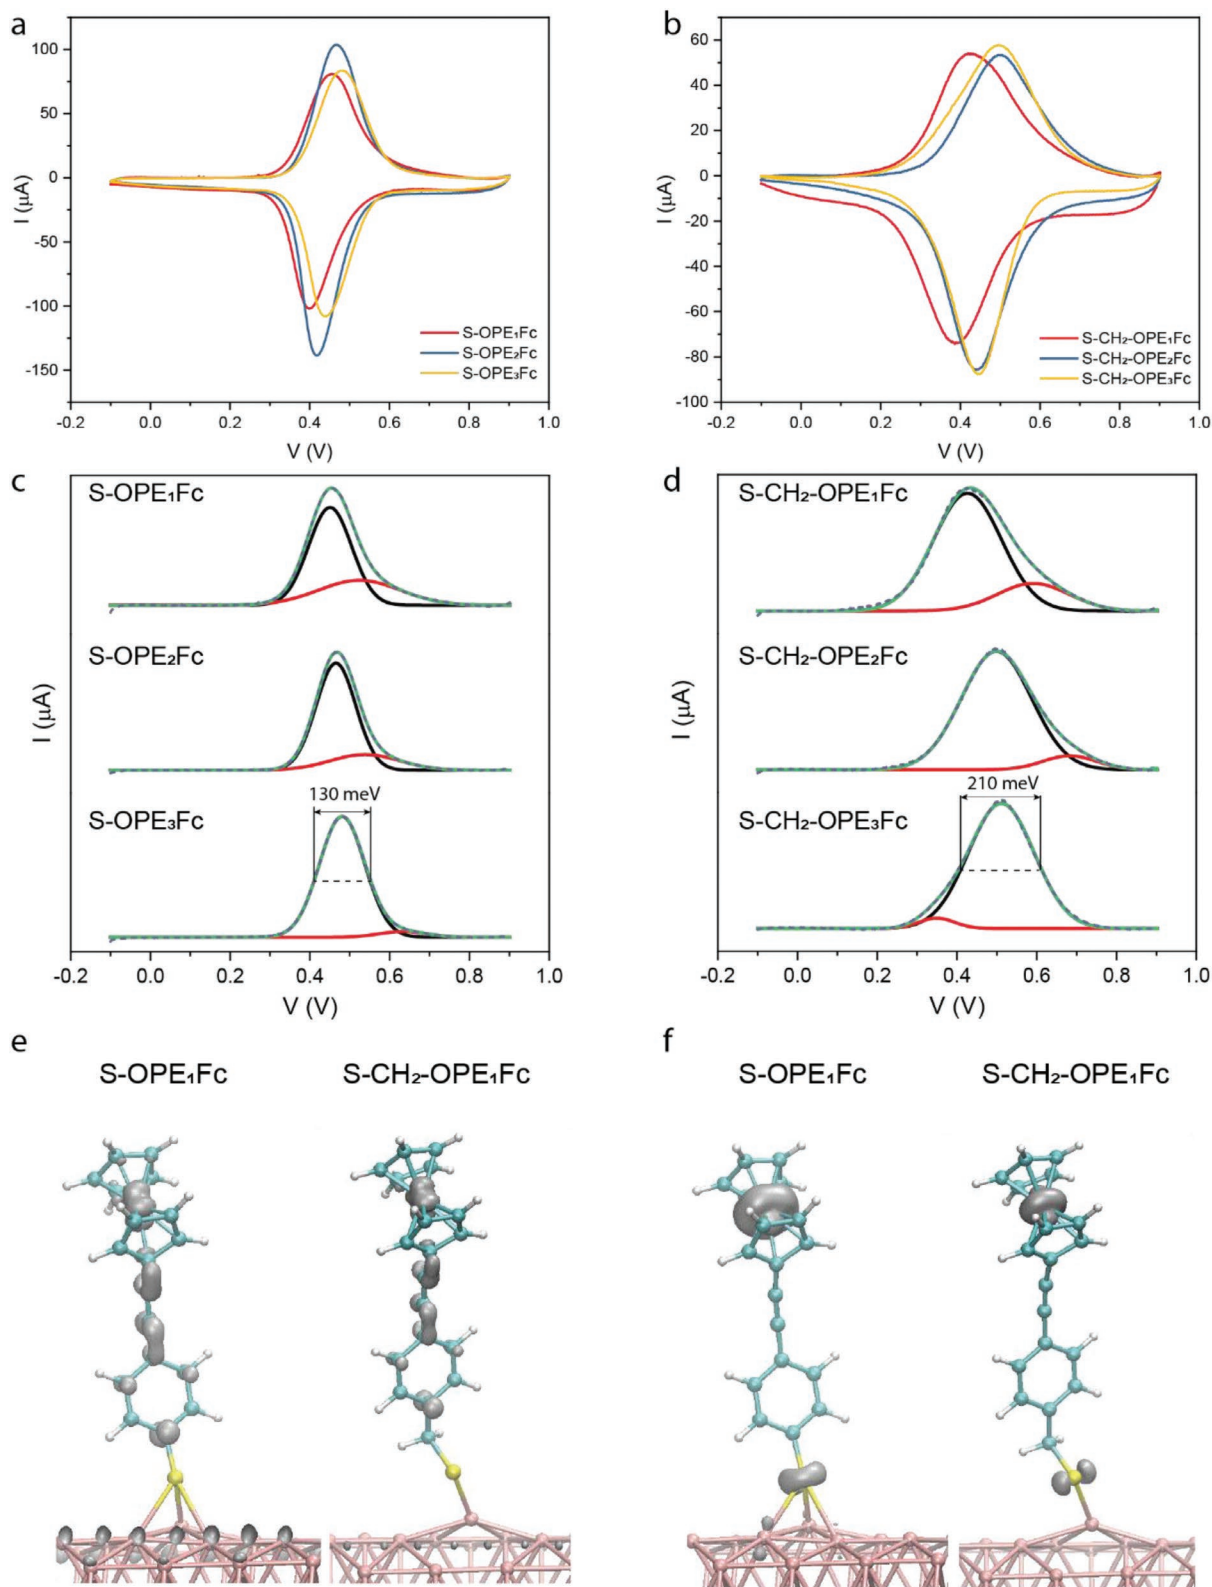 a
100
50
0
-50
-100
-150
I (μA)
S-OPE₁Fc
S-OPE₂Fc
S-OPE₃Fc
-0.2 0.0 0.2 0.4 0.6 0.8 1.0
V (V)
b
60
40
20
0
-20
-40
-60
-80
-100
I (μA)
S-CH₂-OPE₁Fc
S-CH₂-OPE₂Fc
S-CH₂-OPE₃Fc
-0.2 0.0 0.2 0.4 0.6 0.8 1.0
V (V)
c
S-OPE₁Fc
S-OPE₂Fc
130 meV
S-OPE₃Fc
I (μA)
-0.2 0.0 0.2 0.4 0.6 0.8 1.0
V (V)
d
S-CH₂-OPE₁Fc
S-CH₂-OPE₂Fc
210 meV
S-CH₂-OPE₃Fc
I (μA)
-0.2 0.0 0.2 0.4 0.6 0.8 1.0
V (V)
e
S-OPE₁Fc S-CH₂-OPE₁Fc
f
S-OPE₁Fc S-CH₂-OPE₁Fc